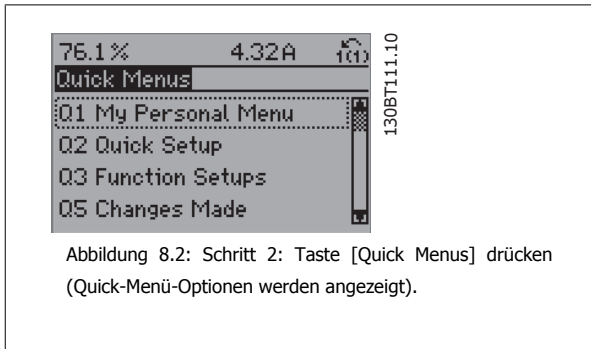 76.1% 4.32A 1(1)
Quick Menus
Q1 My Personal Menu
Q2 Quick Setup
Q3 Function Setups
Q5 Changes Made
130BT111.10
Abbildung 8.2: Schritt 2: Taste [Quick Menus] drücken
(Quick-Menü-Optionen werden angezeigt).